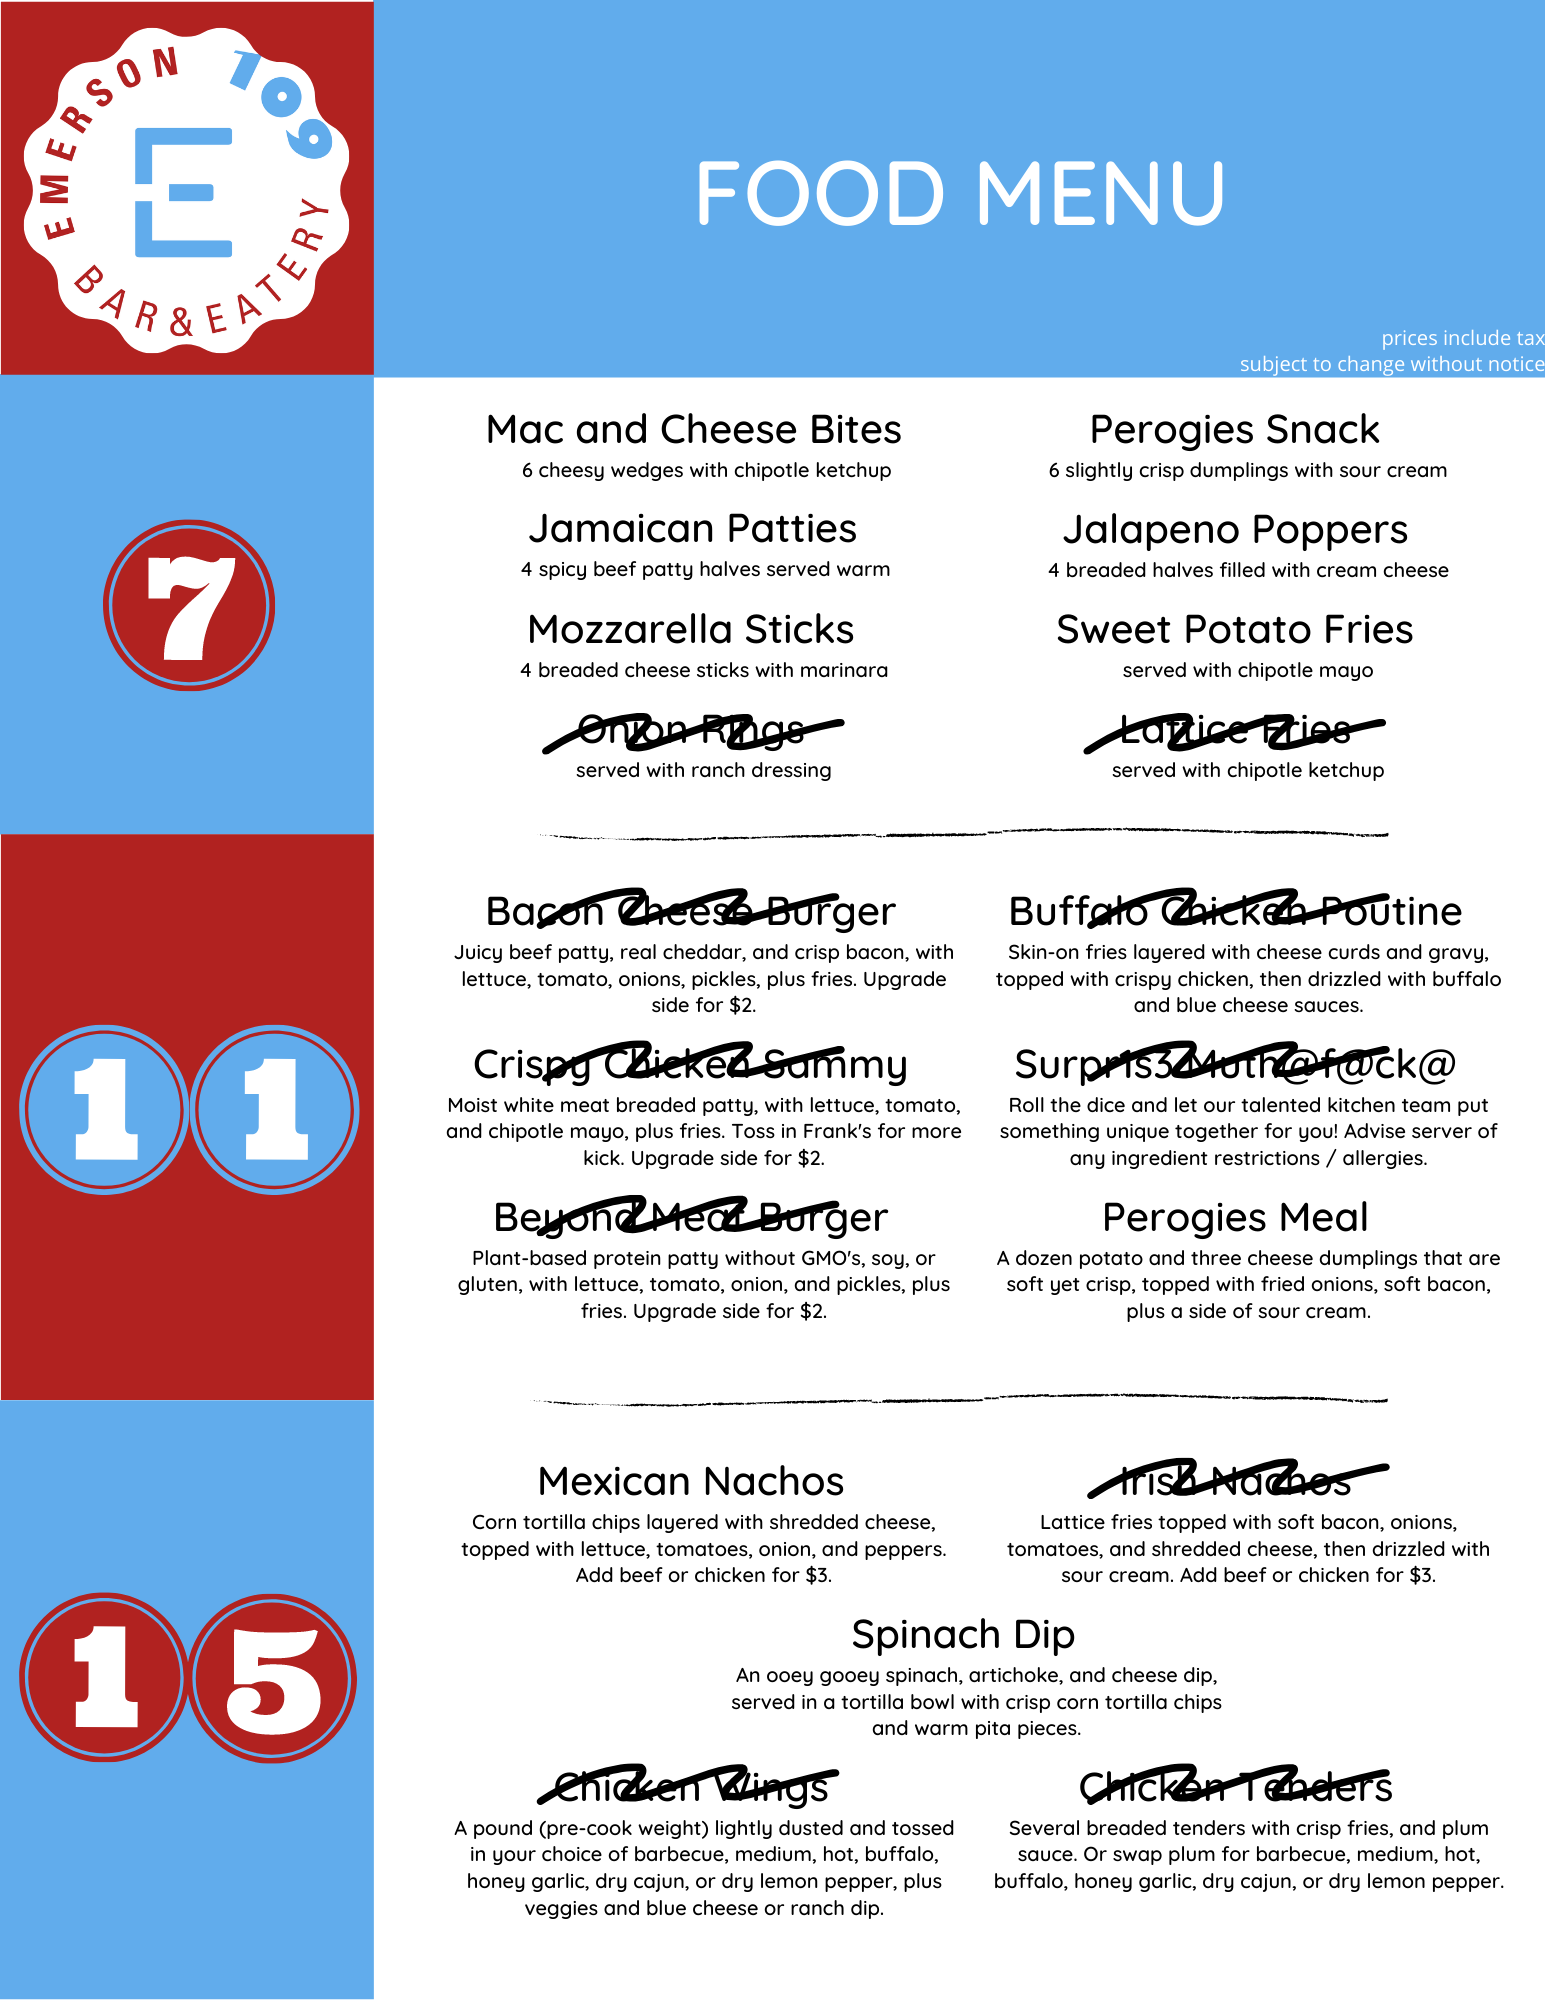 EMERSON 109
E
BAR & EATERY
FOOD MENU
prices include tax
subject to change without notice
7
Mac and Cheese Bites
6 cheesy wedges with chipotle ketchup
Perogies Snack
6 slightly crisp dumplings with sour cream
Jamaican Patties
4 spicy beef patty halves served warm
Jalapeno Poppers
4 breaded halves filled with cream cheese
Mozzarella Sticks
4 breaded cheese sticks with marinara
Sweet Potato Fries
served with chipotle mayo
Onion Rings
served with ranch dressing
Lattice Fries
served with chipotle ketchup
11
Bacon Cheese Burger
Juicy beef patty, real cheddar, and crisp bacon, with
lettuce, tomato, onions, pickles, plus fries. Upgrade
side for $2.
Buffalo Chicken Poutine
Skin-on fries layered with cheese curds and gravy,
topped with crispy chicken, then drizzled with buffalo
and blue cheese sauces.
Crispy Chicken Sammy
Moist white meat breaded patty, with lettuce, tomato,
and chipotle mayo, plus fries. Toss in Frank's for more
kick. Upgrade side for $2.
Surpr1s3 Muth@f@ck@
Roll the dice and let our talented kitchen team put
something unique together for you! Advise server of
any ingredient restrictions / allergies.
Beyond Meat Burger
Plant-based protein patty without GMO's, soy, or
gluten, with lettuce, tomato, onion, and pickles, plus
fries. Upgrade side for $2.
Perogies Meal
A dozen potato and three cheese dumplings that are
soft yet crisp, topped with fried onions, soft bacon,
plus a side of sour cream.
15
Mexican Nachos
Corn tortilla chips layered with shredded cheese,
topped with lettuce, tomatoes, onion, and peppers.
Add beef or chicken for $3.
Irish Nachos
Lattice fries topped with soft bacon, onions,
tomatoes, and shredded cheese, then drizzled with
sour cream. Add beef or chicken for $3.
Spinach Dip
An ooey gooey spinach, artichoke, and cheese dip,
served in a tortilla bowl with crisp corn tortilla chips
and warm pita pieces.
Chicken Wings
A pound (pre-cook weight) lightly dusted and tossed
in your choice of barbecue, medium, hot, buffalo,
honey garlic, dry cajun, or dry lemon pepper, plus
veggies and blue cheese or ranch dip.
Chicken Tenders
Several breaded tenders with crisp fries, and plum
sauce. Or swap plum for barbecue, medium, hot,
buffalo, honey garlic, dry cajun, or dry lemon pepper.